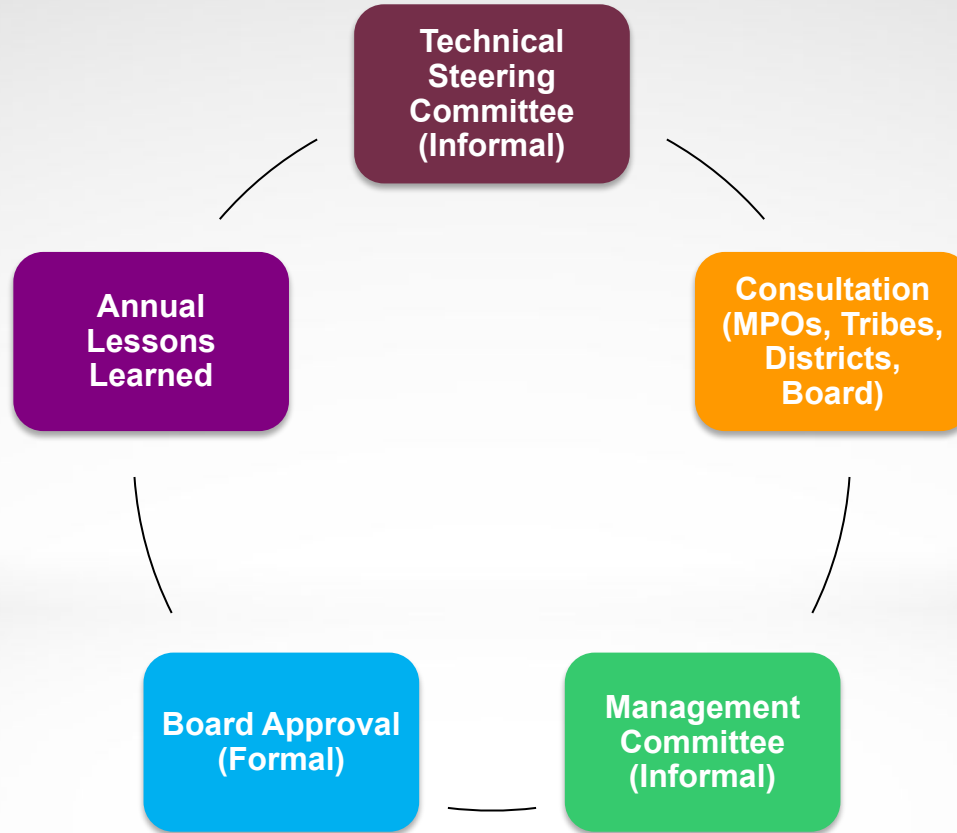 Technical
Steering
Committee
(Informal)
Consultation
(MPOs, Tribes,
Districts,
Board)
Management
Committee
(Informal)
Board Approval
(Formal)
Annual
Lessons
Learned